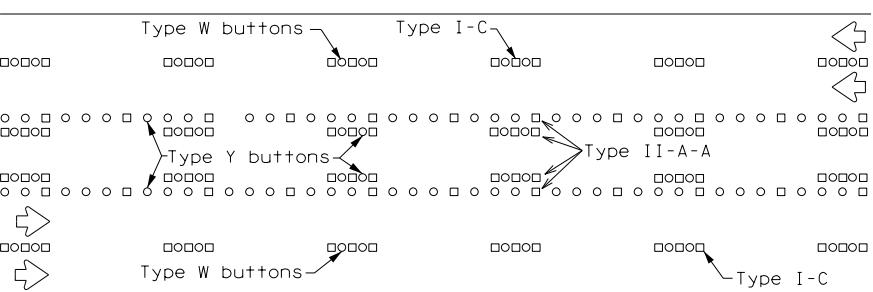 Type W buttons
Type I-C
Type Y buttons
Type II-A-A
Type W buttons
Type I-C